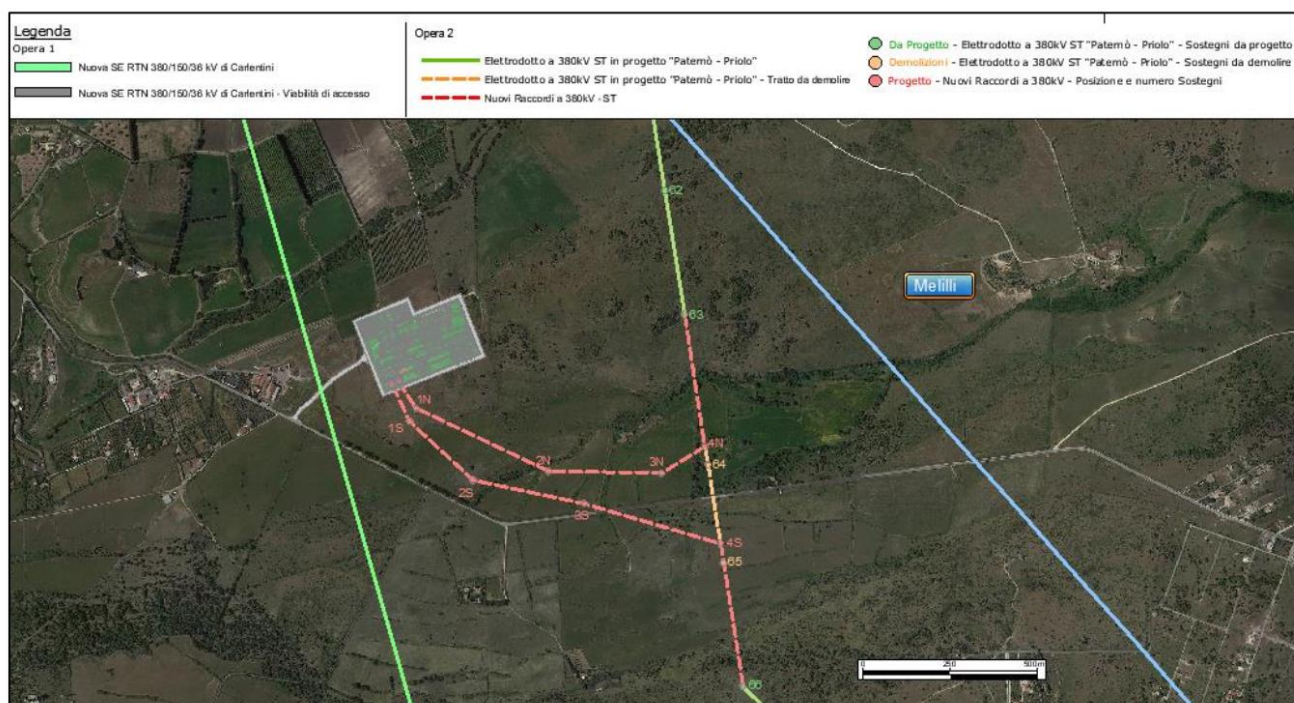 Legenda
Opera 1
Nuova SE RTN 380/150/36 kV di Carlentini
Nuova SE RTN 380/150/36 kV di Carlentini - Viabilità di accesso
Opera 2
Elettrodotto a 380kV ST in progetto "Paternò - Priolo"
Elettrodotto a 380kV ST in progetto "Paternò - Priolo" - Tratto da demolire
Nuovi Raccordi a 380kV - ST
Da Progetto - Elettrodotto a 380kV ST "Paternò - Priolo" - Sostegni da progetto
Demolizioni - Elettrodotto a 380kV ST "Paternò - Priolo" - Sostegni da demolire
Progetto - Nuovi Raccordi a 380kV - Posizione e numero Sostegni
62
Melilli
63
1N
1S
4N
2N
3N
64
2S
3S
4S
65
0 250 500m
66